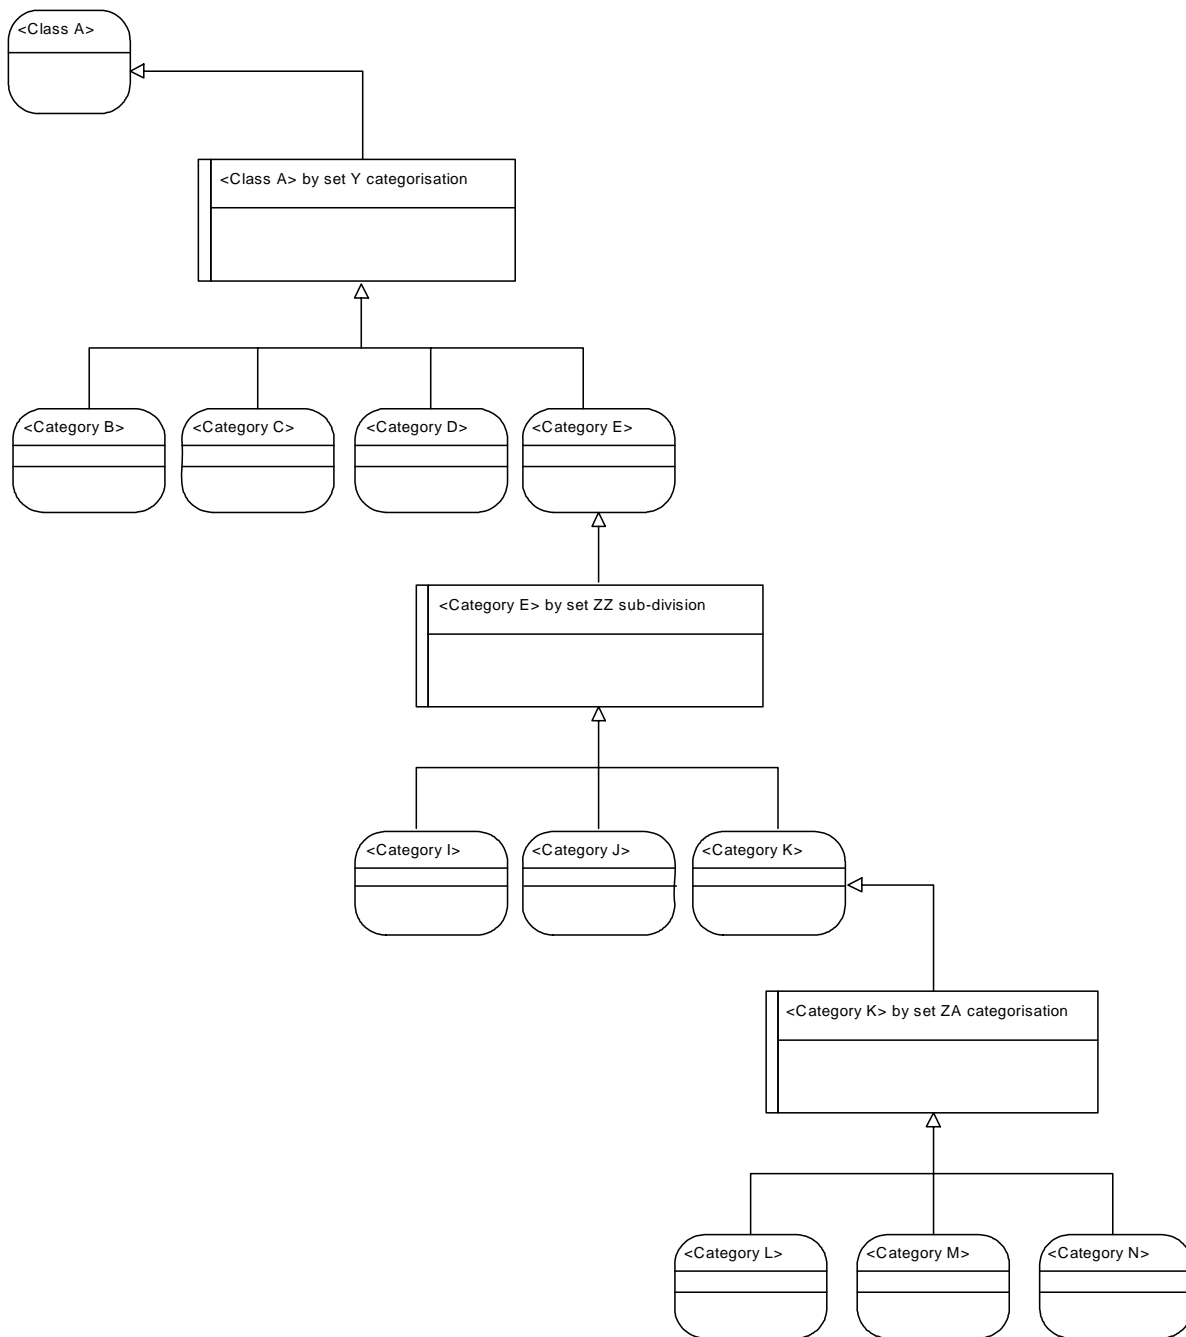 <Class A>
<Class A> by set Y categorisation
<Category B>
<Category C>
<Category D>
<Category E>
<Category E> by set ZZ sub-division
<Category I>
<Category J>
<Category K>
<Category K> by set ZA categorisation
<Category L>
<Category M>
<Category N>